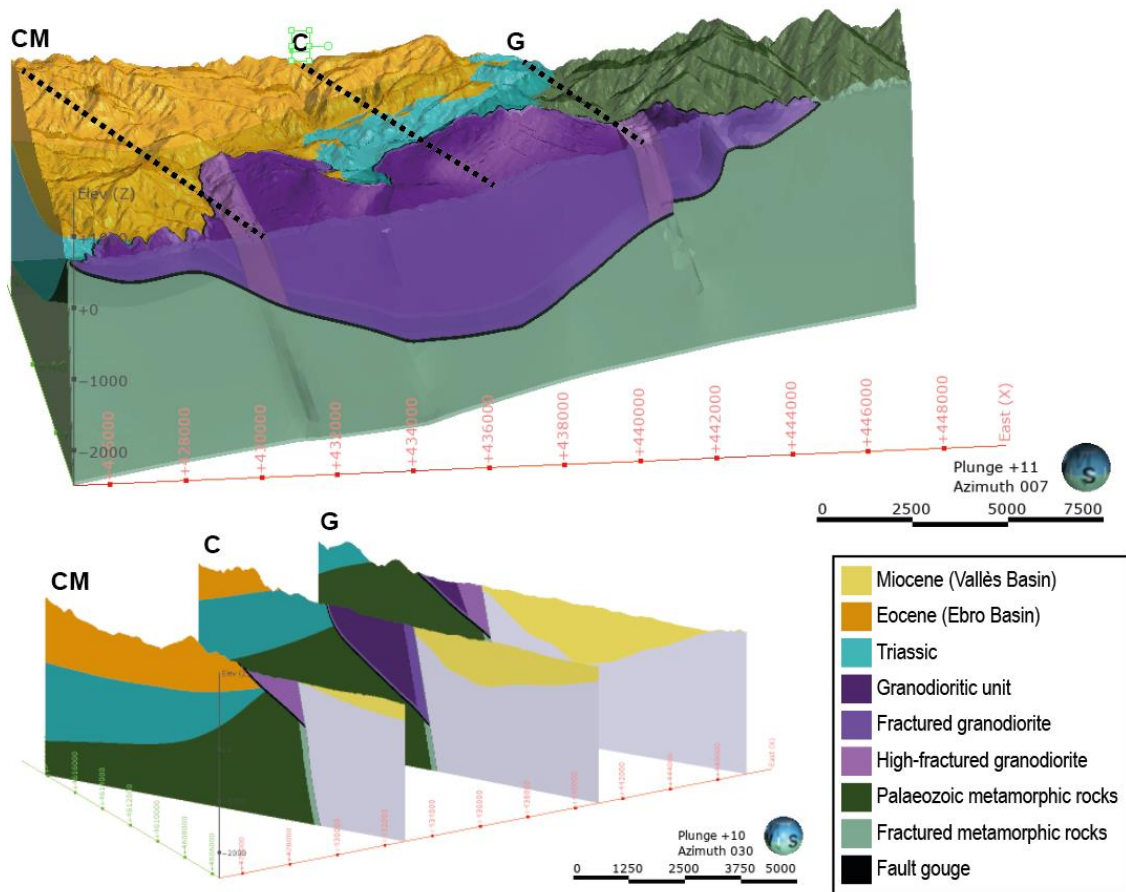 CM
C
G
Elev (Z)
+0
−1000
−2000
+428000
+432000
+434000
+436000
+438000
+440000
+442000
+444000
+446000
+448000
East (X)
Plunge +11
Azimuth 007
S
0 2500 5000 7500
G
C
CM
Miocene (Vallès Basin)
Eocene (Ebro Basin)
Triassic
Granodioritic unit
Fractured granodiorite
High-fractured granodiorite
Palaeozoic metamorphic rocks
Fractured metamorphic rocks
Fault gouge
East (X)
Plunge +10
Azimuth 030
S
0 1250 2500 3750 5000